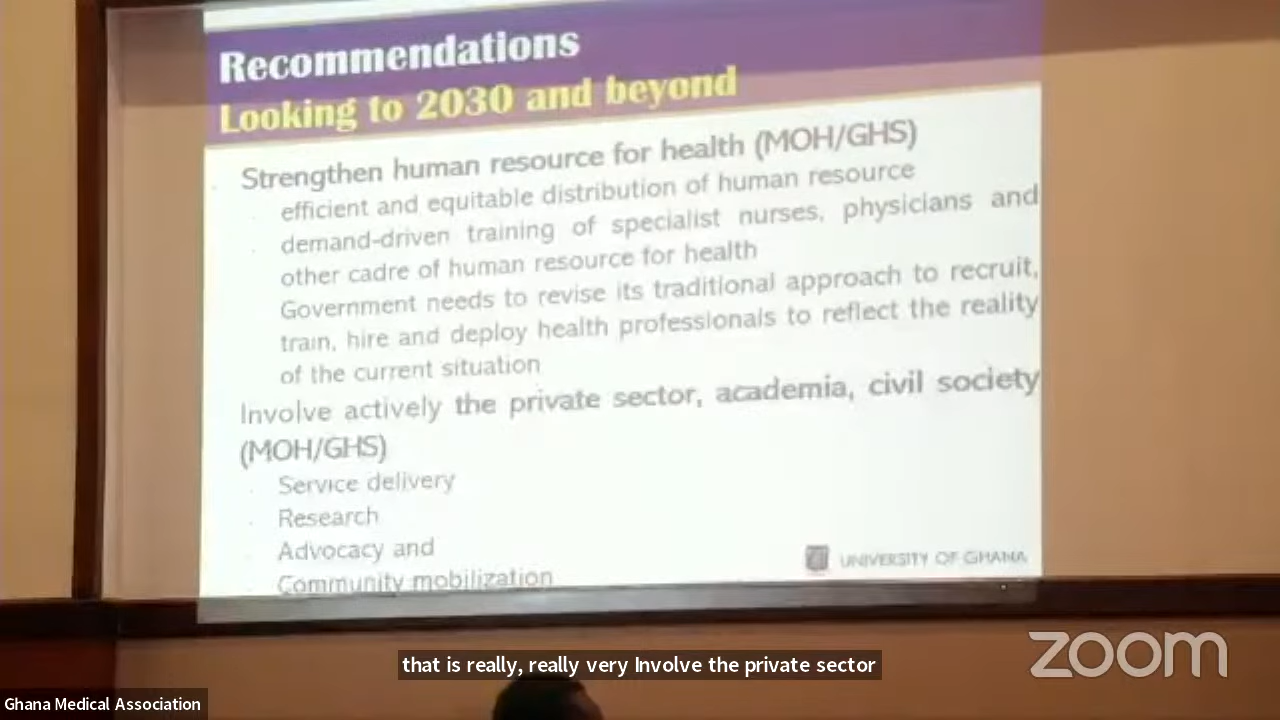 Recommendations
Looking to 2030 and beyond
Strengthen human resource for health (MOH/GHS)
efficient and equitable distribution of human resource
demand-driven training of specialist nurses, physicians and
other cadre of human resource for health
Government needs to revise its traditional approach to recruit,
train, hire and deploy health professionals to reflect the reality
of the current situation
Involve actively the private sector, academia, civil society
(MOH/GHS)
Service delivery
Research
Advocacy and
Community mobilization
UNIVERSITY OF GHANA
zoom
that is really, really very Involve the private sector
Ghana Medical Association